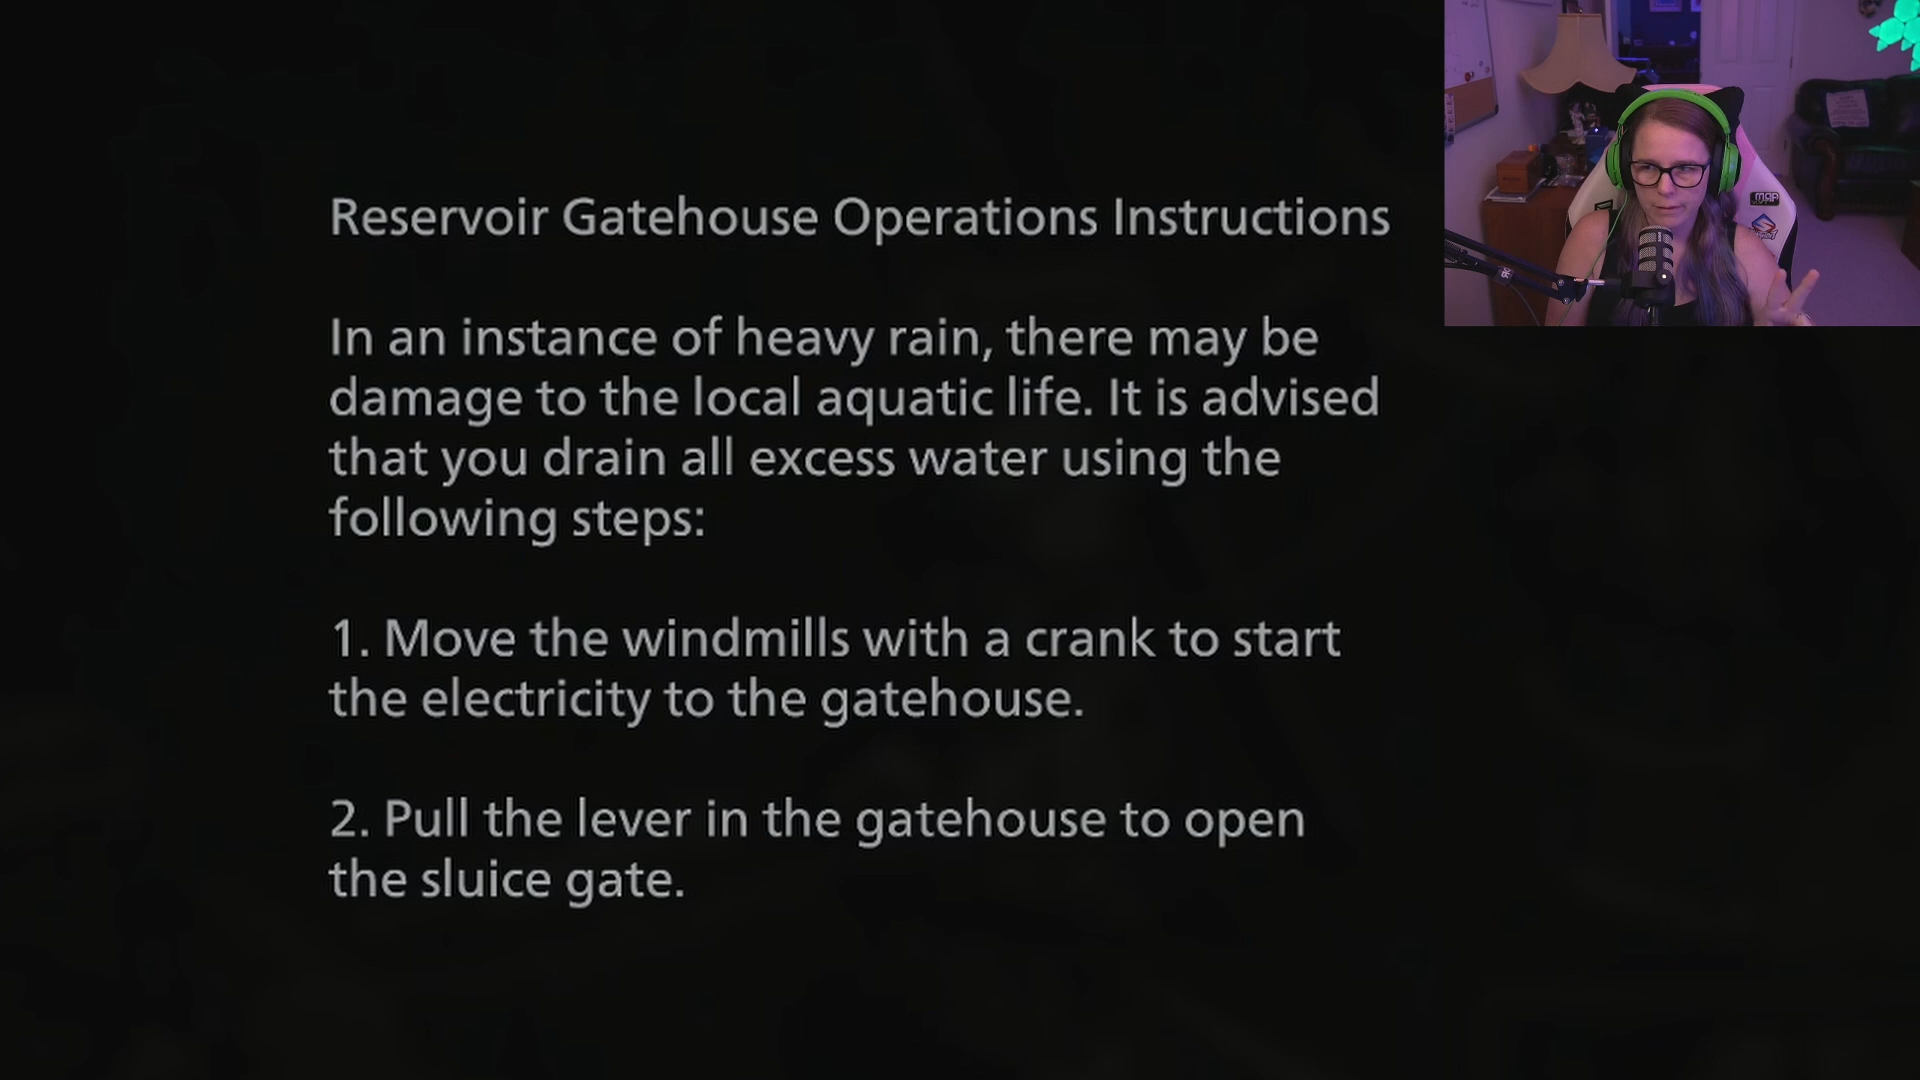 Reservoir Gatehouse Operations Instructions
In an instance of heavy rain, there may be
damage to the local aquatic life. It is advised
that you drain all excess water using the
following steps:
1. Move the windmills with a crank to start
the electricity to the gatehouse.
2. Pull the lever in the gatehouse to open
the sluice gate.